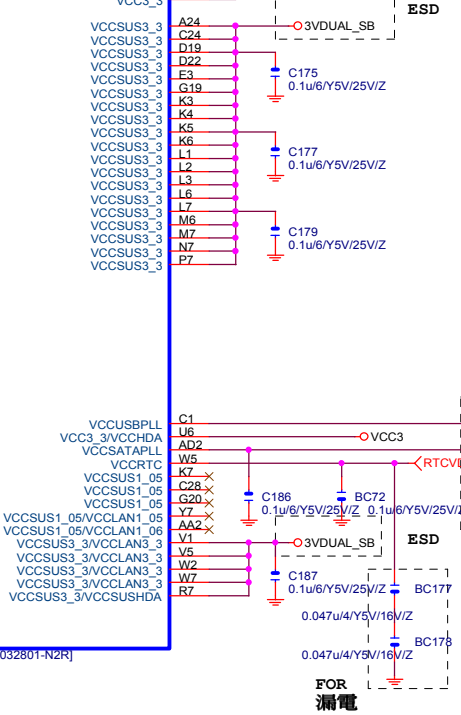 VCC3_3
ESD
VCCSUS3_3 A24 3VDUAL_SB
VCCSUS3_3 C24
VCCSUS3_3 D19
VCCSUS3_3 D22 C175
VCCSUS3_3 E3 0.1u/6/Y5V/25V/Z
VCCSUS3_3 G19
VCCSUS3_3 K3
VCCSUS3_3 K4
VCCSUS3_3 K5
VCCSUS3_3 K6 C177
VCCSUS3_3 L1 0.1u/6/Y5V/25V/Z
VCCSUS3_3 L2
VCCSUS3_3 L3
VCCSUS3_3 L6
VCCSUS3_3 L7
VCCSUS3_3 M6 C179
VCCSUS3_3 M7 0.1u/6/Y5V/25V/Z
VCCSUS3_3 N7
VCCSUS3_3 P7
VCCUSBPLL C1
VCC3_3/VCCHDA U6 VCC3
VCCSATAPLL AD2
VCCRTC W5
VCCSUS1_05 K7
VCCSUS1_05 C28 C186 BC72
VCCSUS1_05 G20 0.1u/6/Y5V/25V/Z 0.1u/6/Y5V/25V/
VCCSUS1_05/VCCLAN1_05 Y7
VCCSUS1_05/VCCLAN1_06 AA2
VCCSUS3_3/VCCLAN3_3 V1 3VDUAL_SB ESD
VCCSUS3_3/VCCLAN3_3 V5
VCCSUS3_3/VCCLAN3_3 W2 C187
VCCSUS3_3/VCCLAN3_3 W7 0.1u/6/Y5V/25V/Z BC177
VCCSUS3_3/VCCSUSHDA R7
0.047u/4/Y5V/16V/Z
BC178
0.047u/4/Y5V/16V/Z
032801-N2R]
FOR
漏電